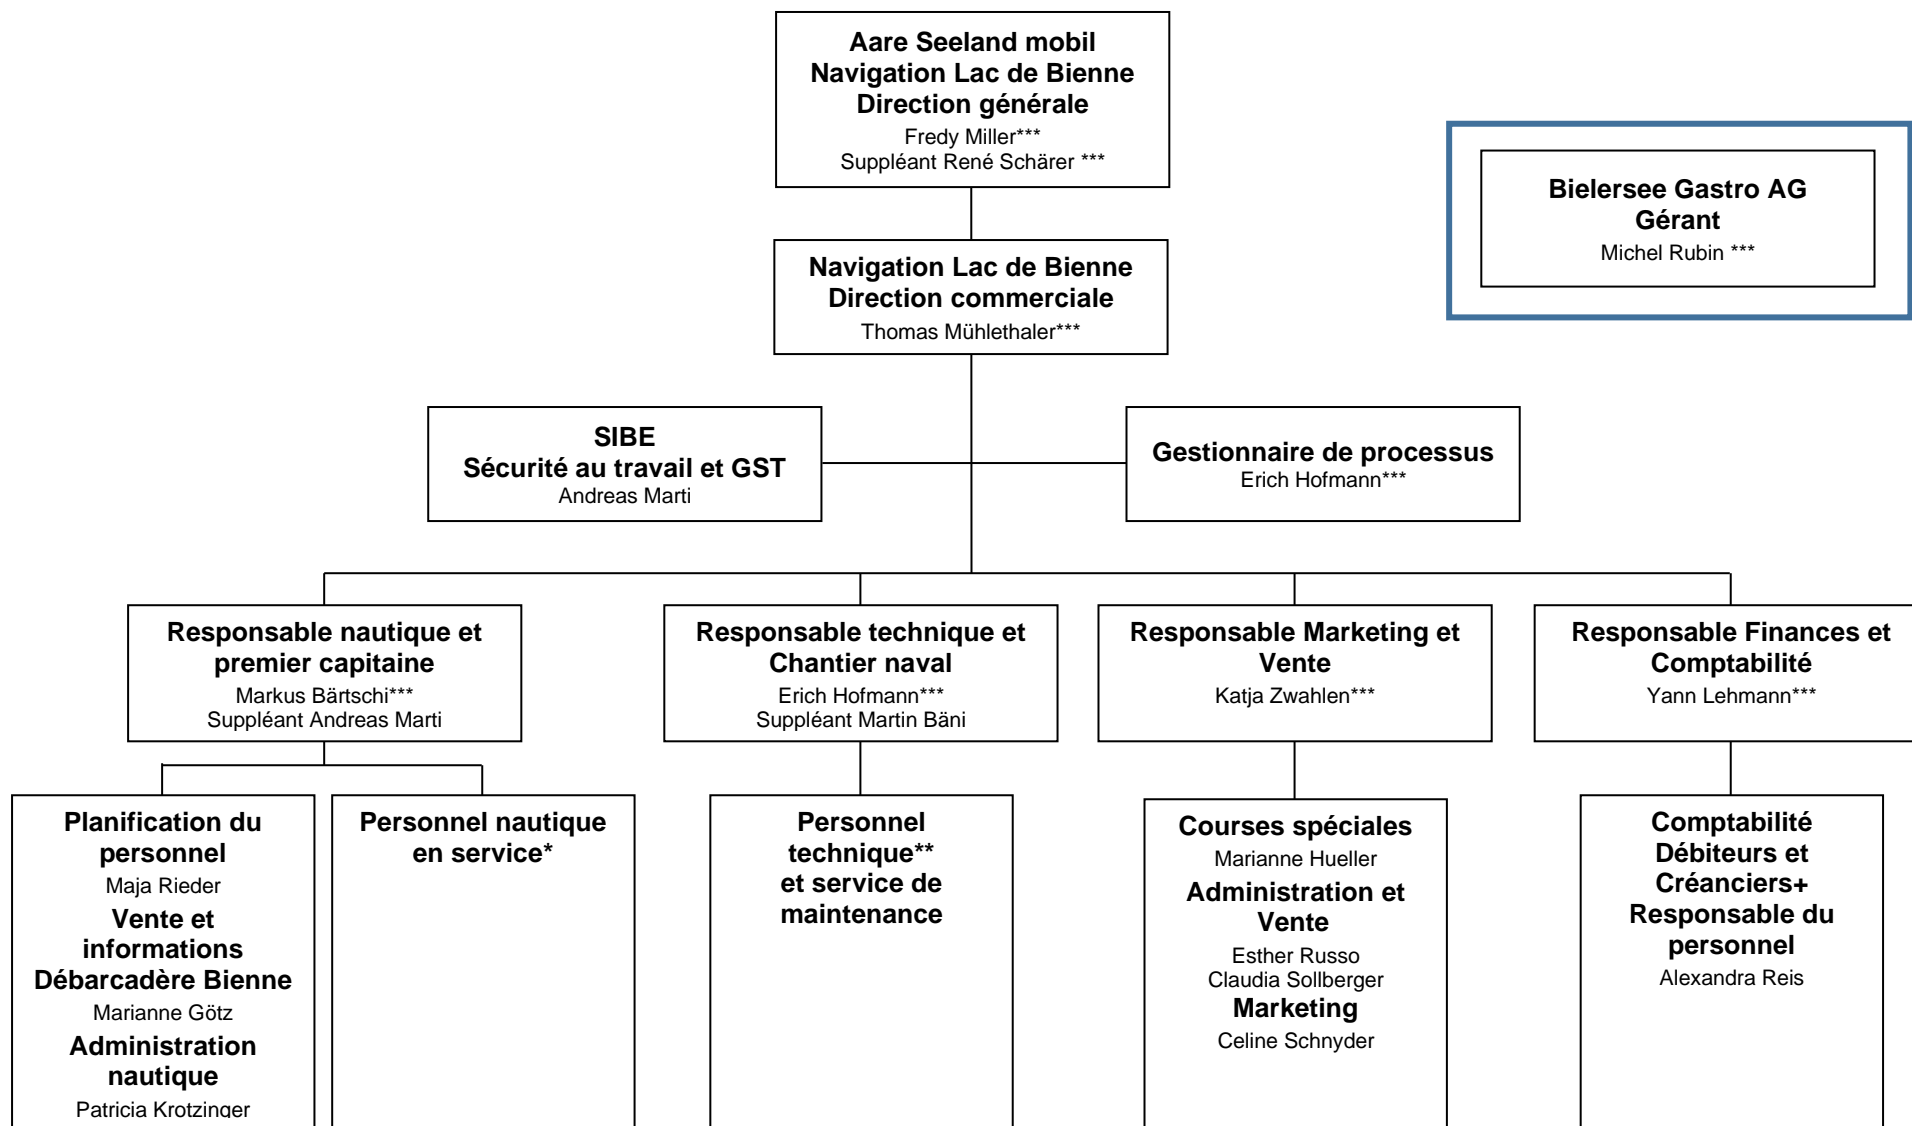 Aare Seeland mobil
Navigation Lac de Bienne
Direction générale
Fredy Miller***
Suppléant René Schärer ***
Bielersee Gastro AG
Gérant
Michel Rubin ***
Navigation Lac de Bienne
Direction commerciale
Thomas Mühlethaler***
SIBE
Sécurité au travail et GST
Andreas Marti
Gestionnaire de processus
Erich Hofmann***
Responsable nautique et
premier capitaine
Markus Bärtschi***
Suppléant Andreas Marti
Responsable technique et
Chantier naval
Erich Hofmann***
Suppléant Martin Bäni
Responsable Marketing et
Vente
Katja Zwahlen***
Responsable Finances et
Comptabilité
Yann Lehmann***
Planification du
personnel
Maja Rieder
Vente et
informations
Débarcadère Bienne
Marianne Götz
Administration
nautique
Patricia Krotzinger
Personnel nautique
en service*
Personnel
technique**
et service de
maintenance
Courses spéciales
Marianne Hueller
Administration et
Vente
Esther Russo
Claudia Sollberger
Marketing
Celine Schnyder
Comptabilité
Débiteurs et
Créanciers+
Responsable du
personnel
Alexandra Reis